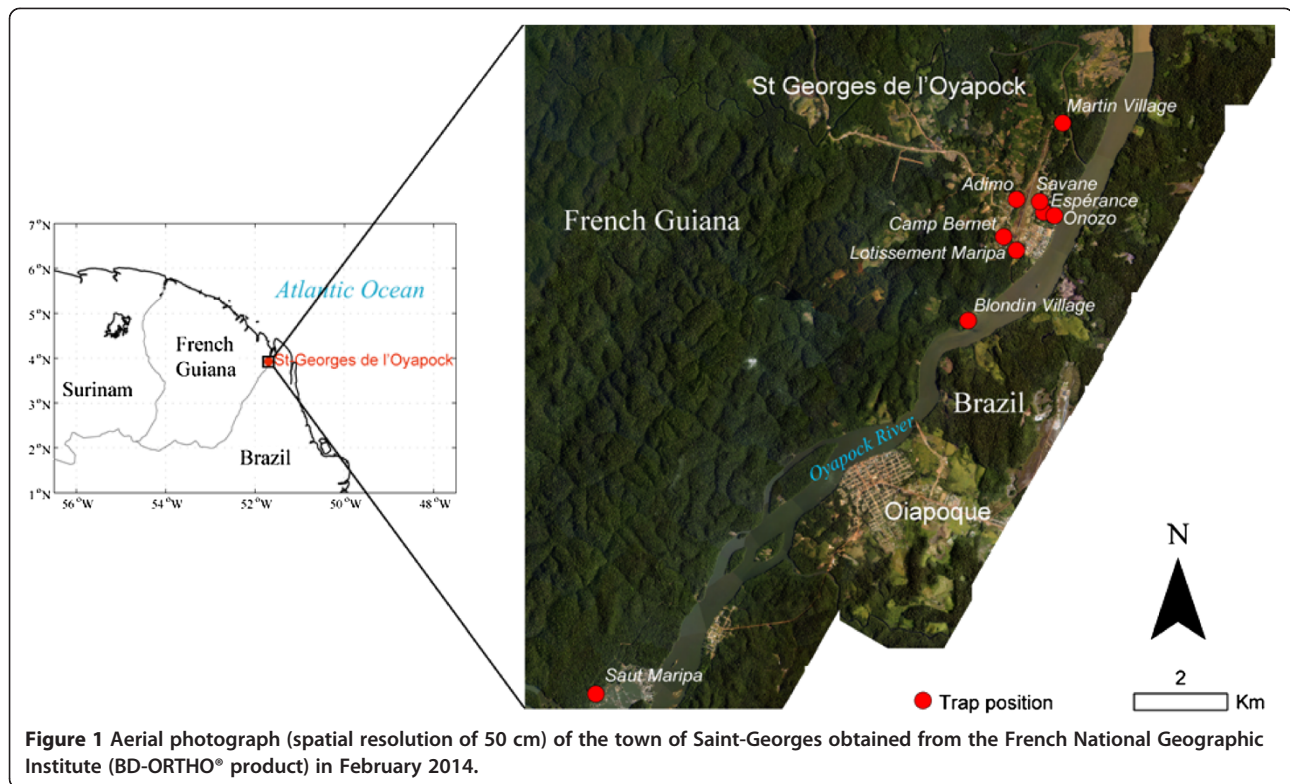 7°N
6°N
5°N
4°N
3°N
2°N
1°N
56°W
54°W
52°W
50°W
48°W
Atlantic Ocean
French
Guiana
St Georges de l'Oyapock
Surinam
Brazil
St Georges de l'Oyapock
Martin Village
Adimo
Savane
Espérance
Onozo
Camp Bernet
Lotissement Maripa
French Guiana
Blondin Village
Brazil
Oyapock River
Oiapoque
Saut Maripa
N
Trap position
2
Km
Figure 1 Aerial photograph (spatial resolution of 50 cm) of the town of Saint-Georges obtained from the French National Geographic
Institute (BD-ORTHO® product) in February 2014.